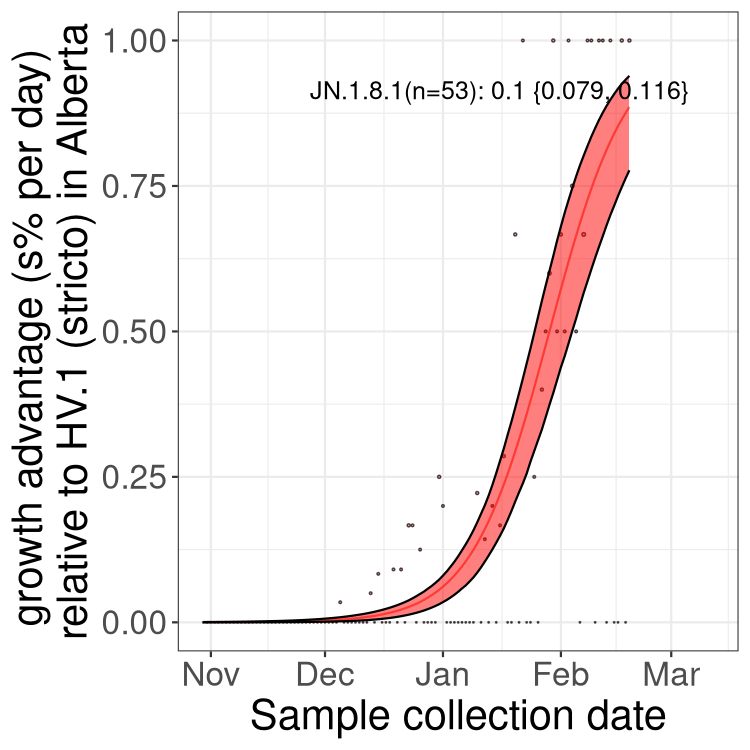 growth advantage (s% per day)
relative to HV.1 (stricto) in Alberta
1.00
0.75
0.50
0.25
0.00
JN.1.8.1(n=53): 0.1 {0.079, 0.116}
Nov Dec Jan Feb Mar
Sample collection date